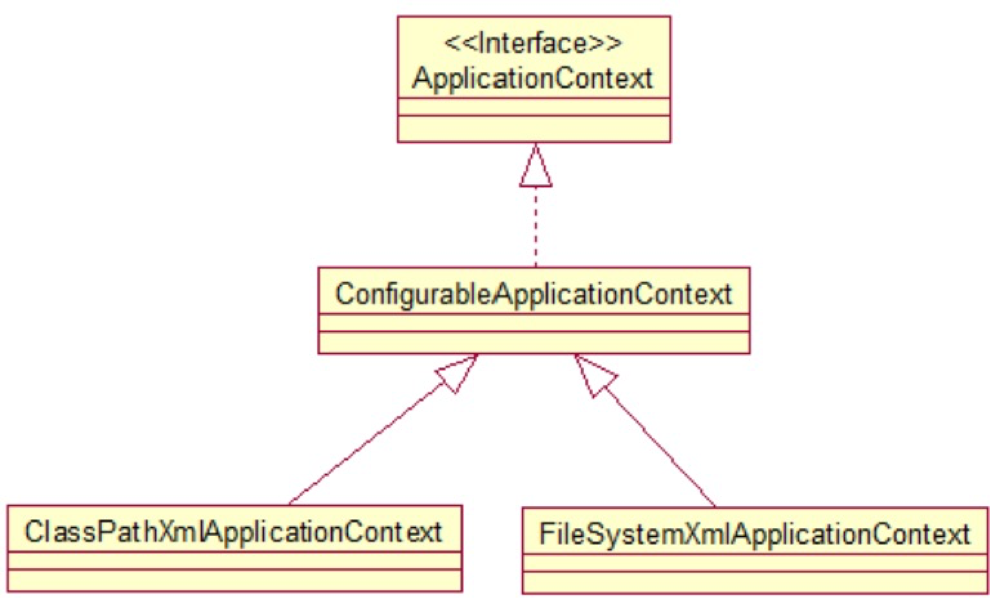 <<Interface>>
ApplicationContext
ConfigurableApplicationContext
ClassPathXmlApplicationContext
FileSystemXmlApplicationContext